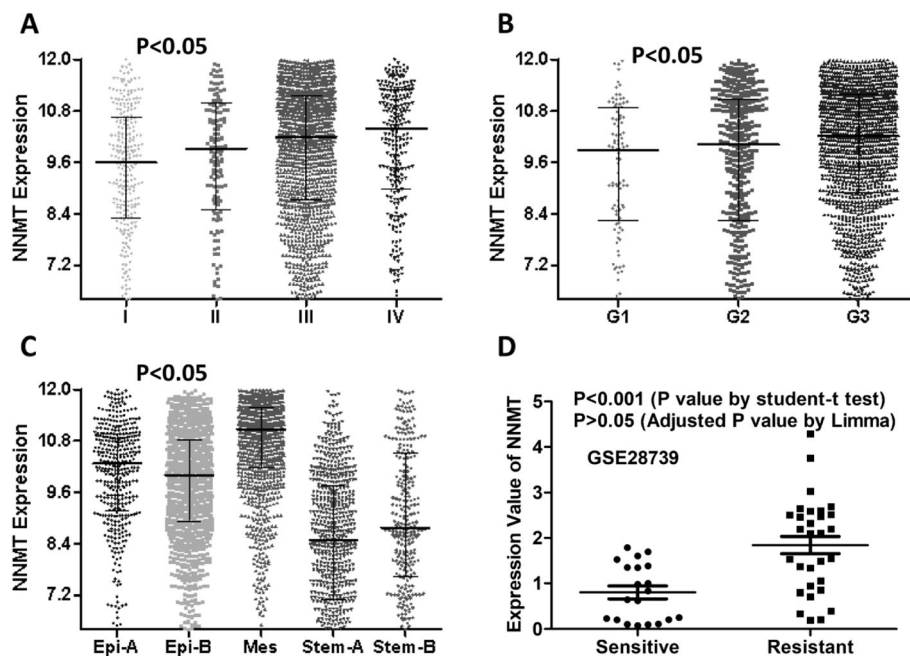 A
P<0.05
NNMT Expression
12.0
10.8
9.6
8.4
7.2
I
II
III
IV
B
P<0.05
NNMT Expression
12.0
10.8
9.6
8.4
7.2
G1
G2
G3
C
P<0.05
NNMT Expression
12.0
10.8
9.6
8.4
7.2
Epi-A
Epi-B
Mes
Stem-A
Stem-B
D
P<0.001 (P value by student-t test)
P>0.05 (Adjusted P value by Limma)
GSE28739
Expression Value of NNMT
5
4
3
2
1
0
Sensitive
Resistant